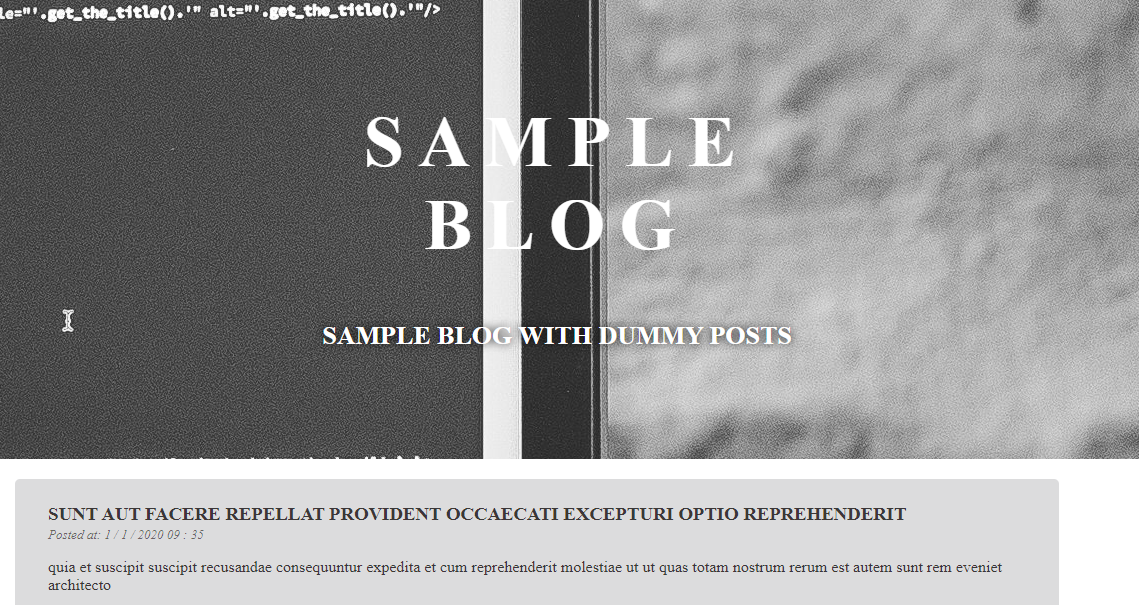 le="'.get_the_title().'" alt="'.get_the_title().'"/>
SAMPLE
BLOG
SAMPLE BLOG WITH DUMMY POSTS
SUNT AUT FACERE REPELLAT PROVIDENT OCCAECATI EXCEPTURI OPTIO REPREHENDERIT
Posted at: 1 / 1 / 2020 09 : 35
quia et suscipit suscipit recusandae consequuntur expedita et cum reprehenderit molestiae ut ut quas totam nostrum rerum est autem sunt rem eveniet
architecto